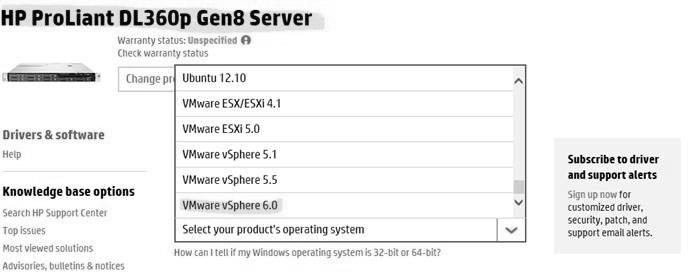 HP ProLiant DL360p Gen8 Server
Warranty status: Unspecified
Check warranty status
Change pr
Ubuntu 12.10
VMware ESX/ESXi 4.1
VMware ESXi 5.0
VMware vSphere 5.1
VMware vSphere 5.5
VMware vSphere 6.0
Select your product's operating system
How can I tell if my Windows operating system is 32-bit or 64-bit?
Drivers & software
Help
Knowledge base options
Search HP Support Center
Top issues
Most viewed solutions
Advisories, bulletins & notices
Subscribe to driver
and support alerts
Sign up now for
customized driver,
security, patch, and
support email alerts.